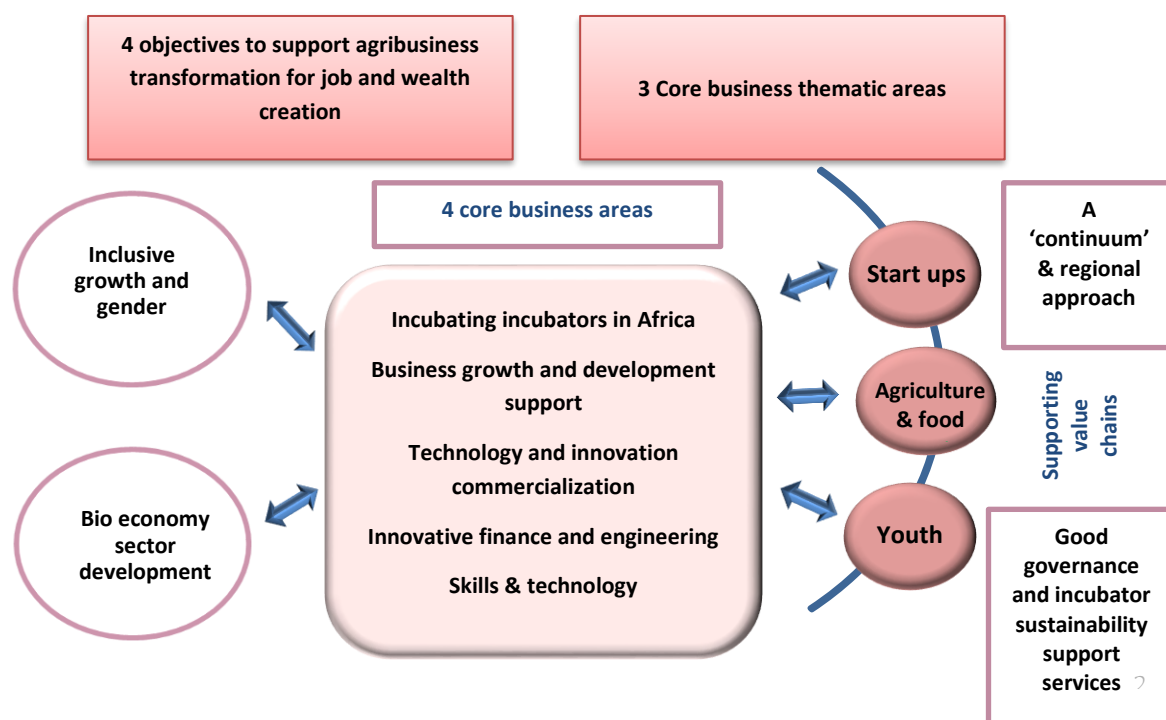 4 objectives to support agribusiness
transformation for job and wealth
creation
3 Core business thematic areas
4 core business areas
Inclusive
growth and
gender
Bio economy
sector
development
Incubating incubators in Africa
Business growth and development
support
Technology and innovation
commercialization
Innovative finance and engineering
Skills & technology
Start ups
Agriculture
& food
Youth
A
‘continuum’
& regional
approach
Supporting
value
chains
Good
governance
and incubator
sustainability
support
services
2